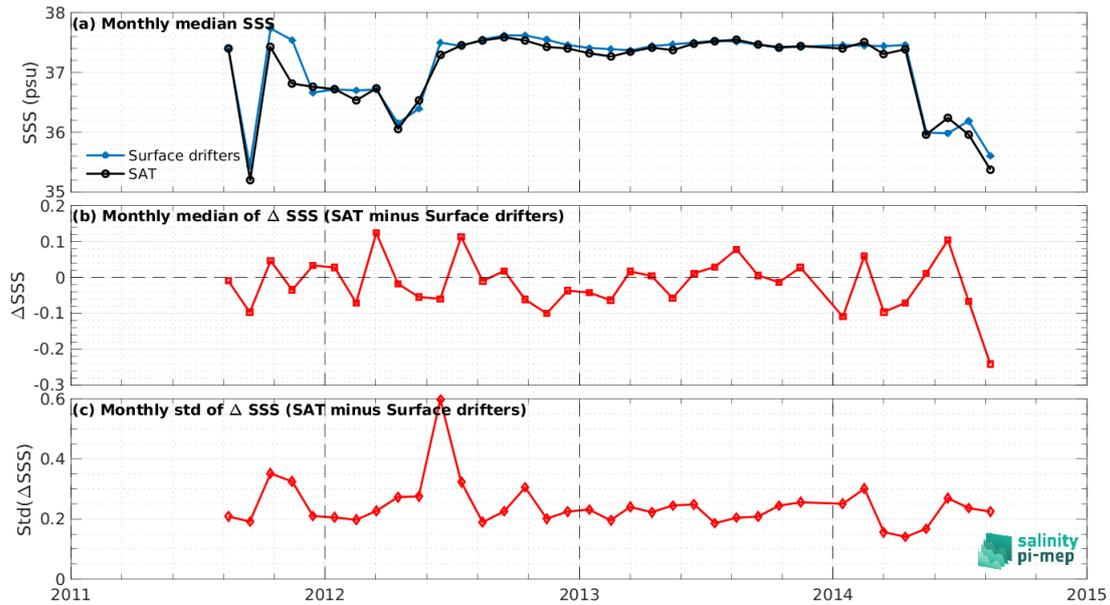 (a) Monthly median SSS
38
37
36
35
SSS (psu)
Surface drifters
SAT
(b) Monthly median of Δ SSS (SAT minus Surface drifters)
0.2
0.1
0
-0.1
-0.2
-0.3
ΔSSS
(c) Monthly std of Δ SSS (SAT minus Surface drifters)
0.6
0.4
0.2
0
Std(ΔSSS)
salinity
pi-mep
2011 2012 2013 2014 2015